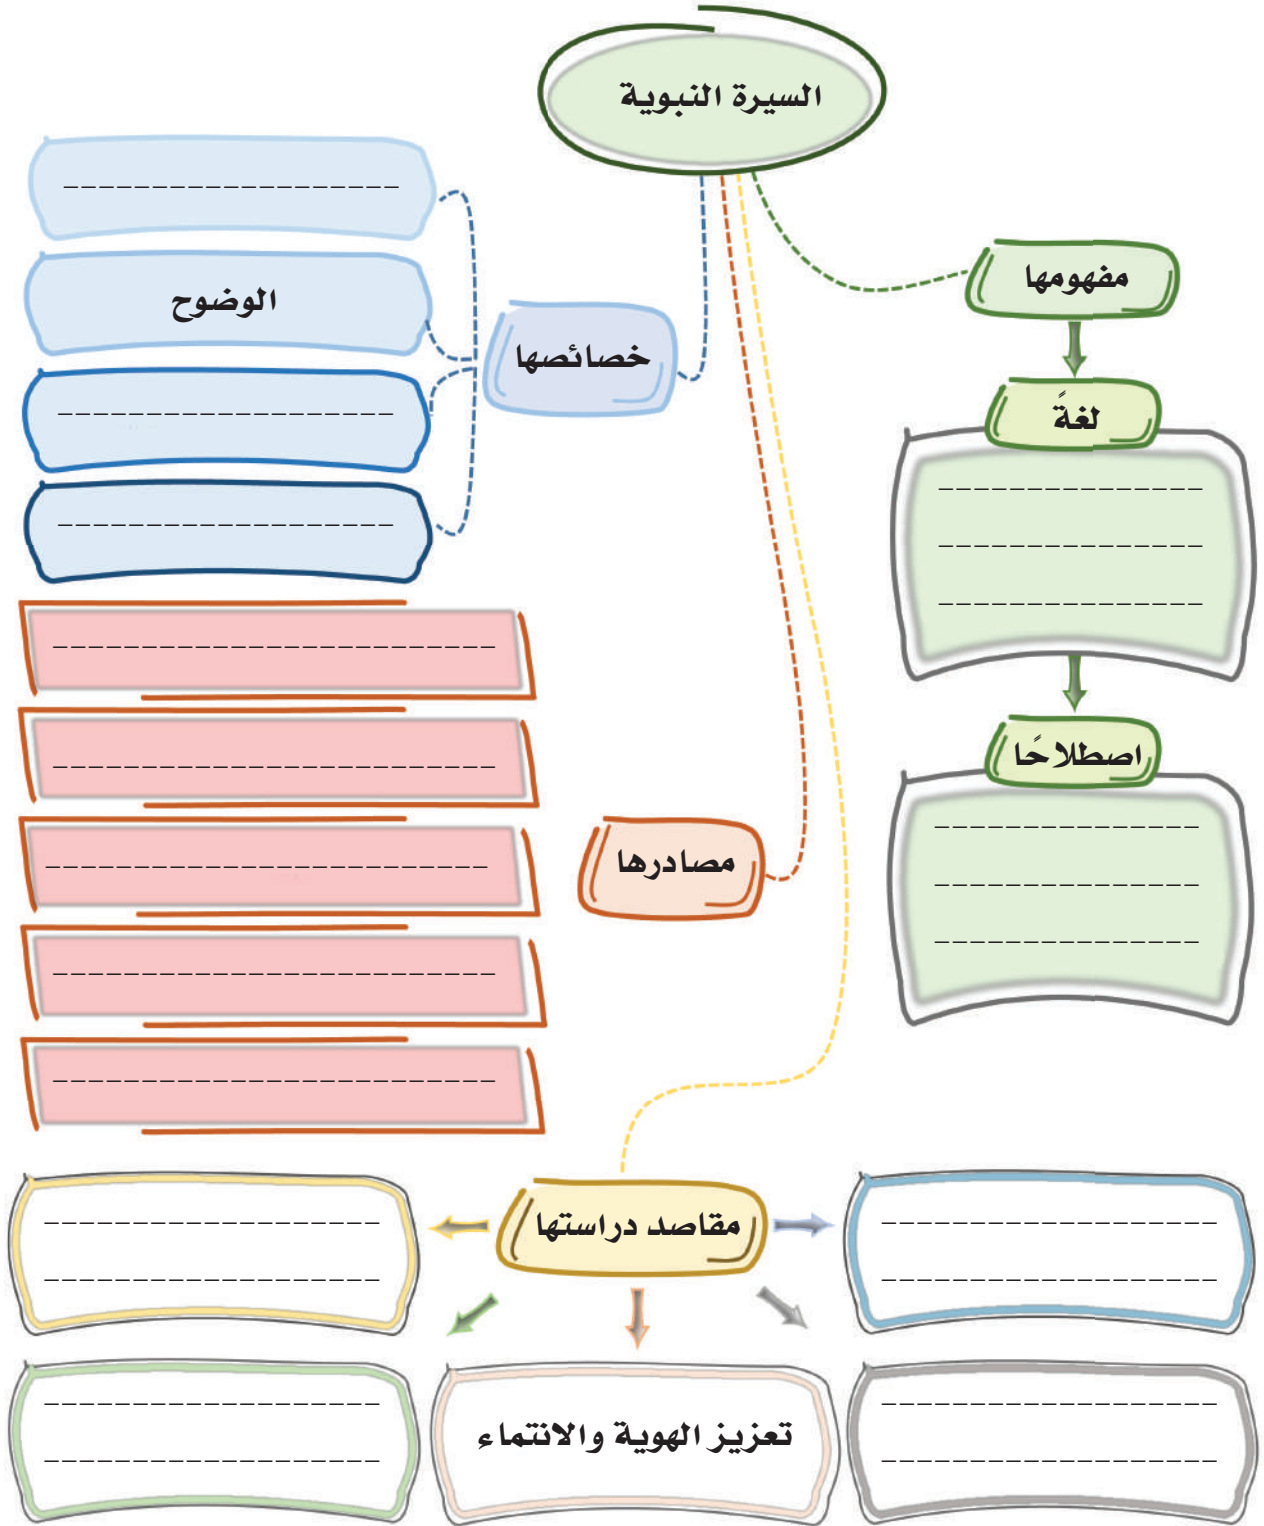 السيرة النبوية
مفهومها
لغةً
اصطلاحًا
خصائصها
الوضوح
مصادرها
مقاصد دراستها
تعزيز الهوية والانتماء